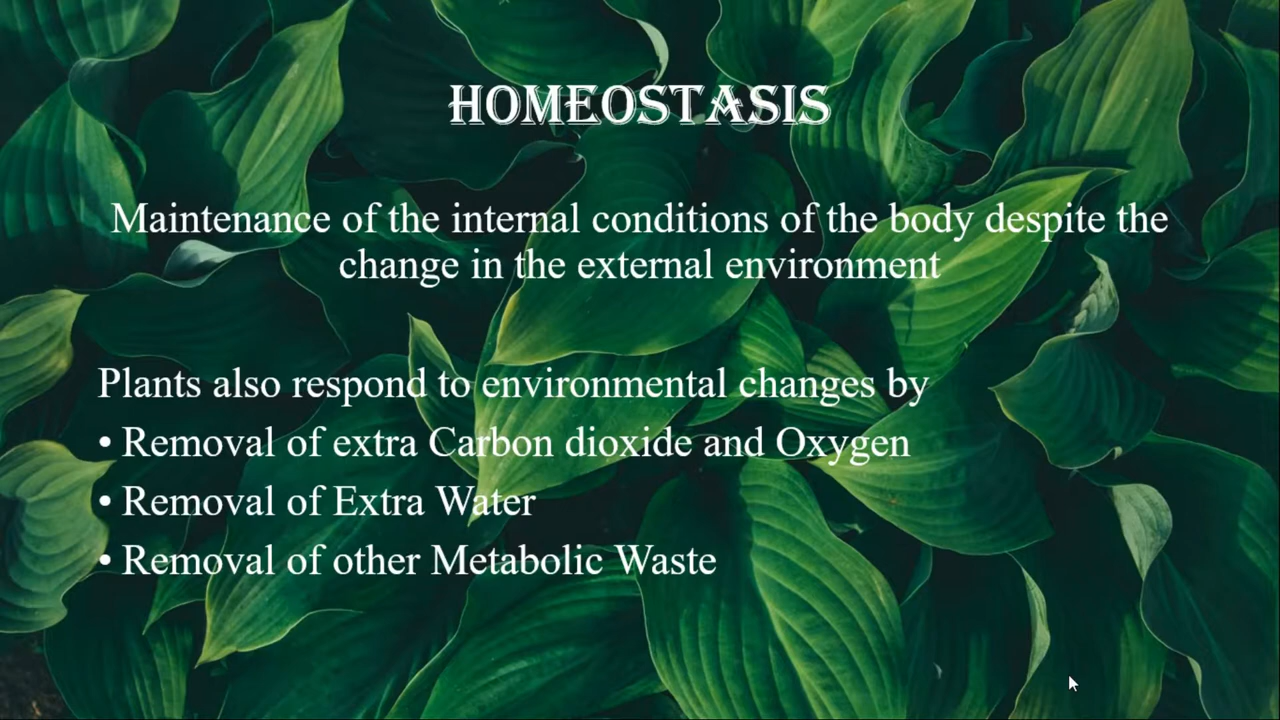 HOMEOSTASIS
Maintenance of the internal conditions of the body despite the
change in the external environment
Plants also respond to environmental changes by
• Removal of extra Carbon dioxide and Oxygen
• Removal of Extra Water
• Removal of other Metabolic Waste